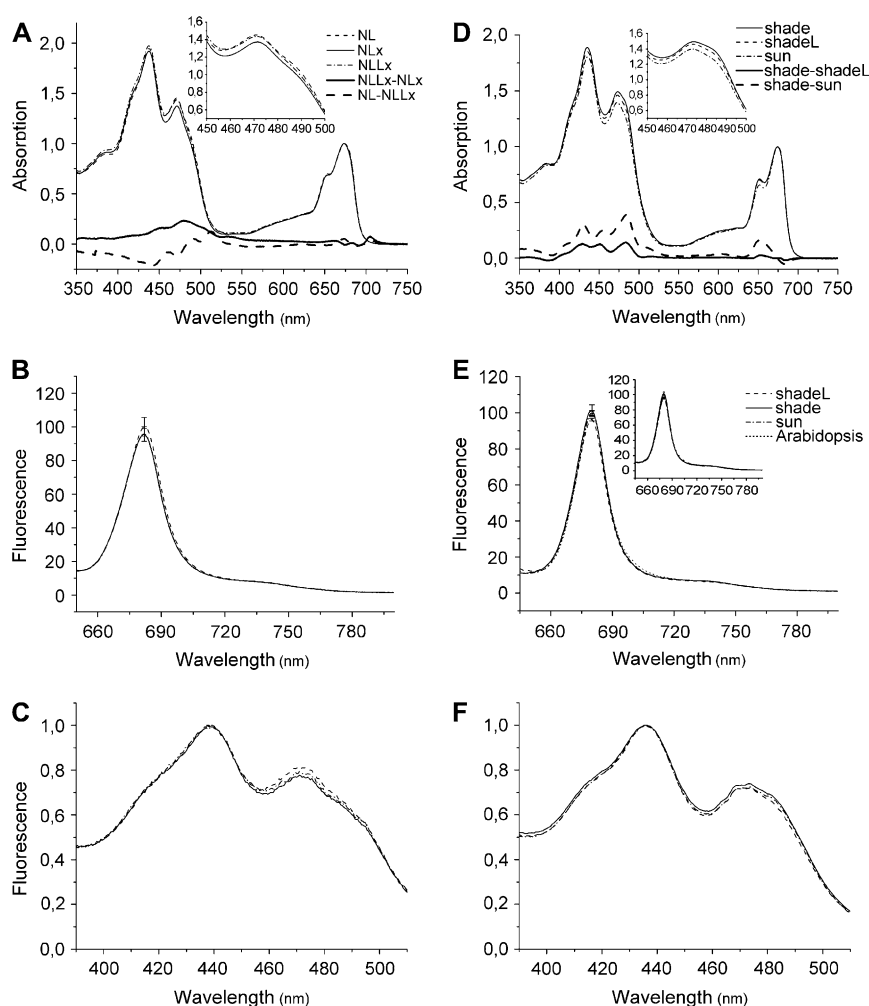 A
Absorption
2,0
1,5
1,0
0,5
0,0
350 400 450 500 550 600 650 700 750
Wavelength (nm)
1,6
1,4
1,2
1,0
0,8
0,6
450 460 470 480 490 500
NL
NLx
NLLx
NLLx-NLx
NL-NLLx
D
Absorption
2,0
1,5
1,0
0,5
0,0
350 400 450 500 550 600 650 700 750
Wavelength (nm)
1,6
1,4
1,2
1,0
0,8
0,6
450 460 470 480 490 500
shade
shadeL
sun
shade-shadeL
shade-sun
B
Fluorescence
120
100
80
60
40
20
0
660 690 720 750 780
Wavelength (nm)
E
Fluorescence
120
100
80
60
40
20
0
660 690 720 750 780
Wavelength (nm)
120
100
80
60
40
20
0
660 690 720 750 780
shadeL
shade
sun
Arabidopsis
C
Fluorescence
1,0
0,8
0,6
0,4
0,2
0,0
400 420 440 460 480 500
Wavelength (nm)
F
Fluorescence
1,0
0,8
0,6
0,4
0,2
0,0
400 420 440 460 480 500
Wavelength (nm)